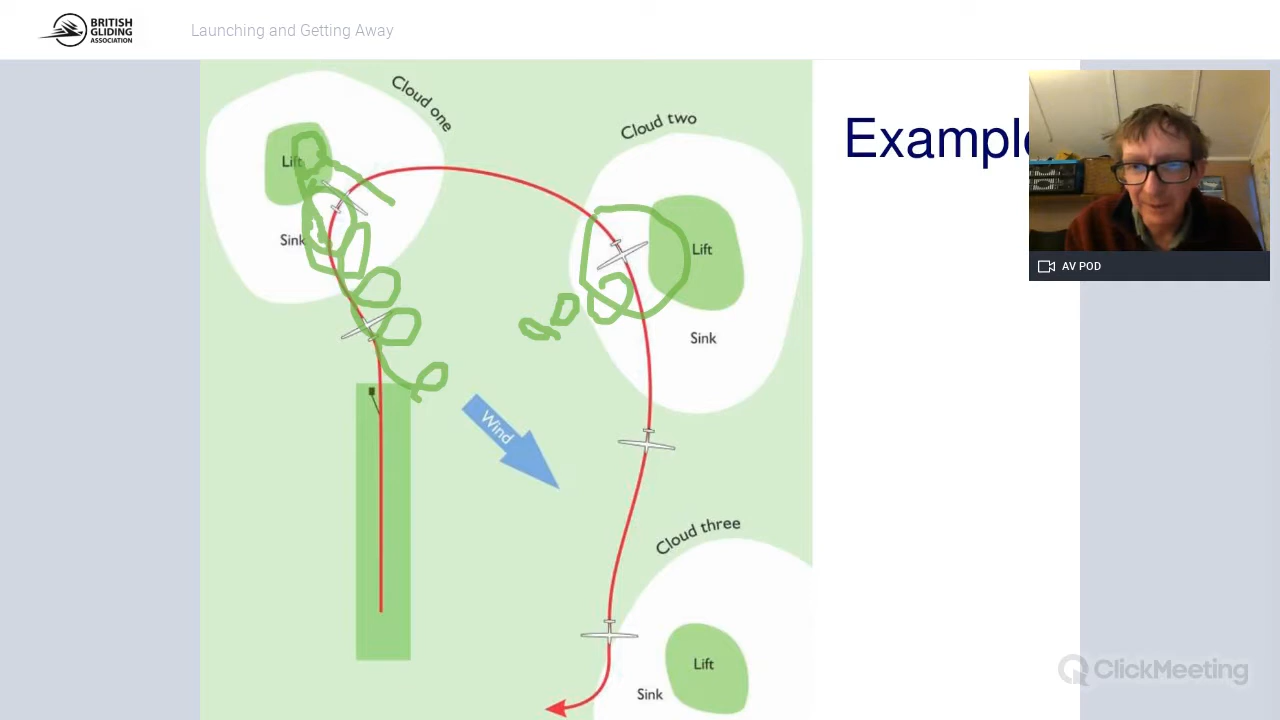 BRITISH
GLIDING
ASSOCIATION
Launching and Getting Away
Cloud one
Cloud two
Example
Lift
Sink
Lift
AV POD
Sink
Wind
Cloud three
Lift
Sink
ClickMeeting